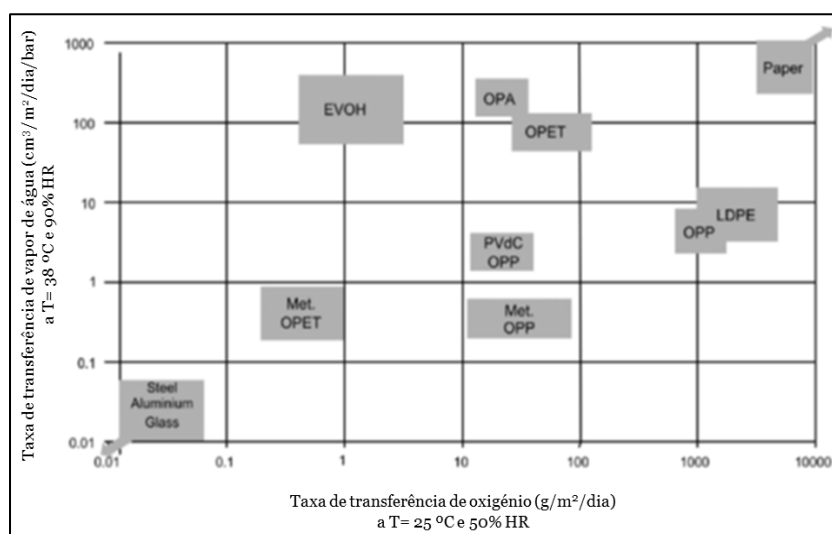 Taxa de transferência de vapor de água (cm³/m²/dia/bar)
a T= 38 ºC e 90% HR
1000
100
10
1
0.1
0.01
Paper
EVOH
OPA
OPET
LDPE
OPP
PVdC
OPP
Met.
OPET
Met.
OPP
Steel
Aluminium
Glass
0.01
0.1
1
10
100
1000
10000
Taxa de transferência de oxigénio (g/m²/dia)
a T= 25 ºC e 50% HR